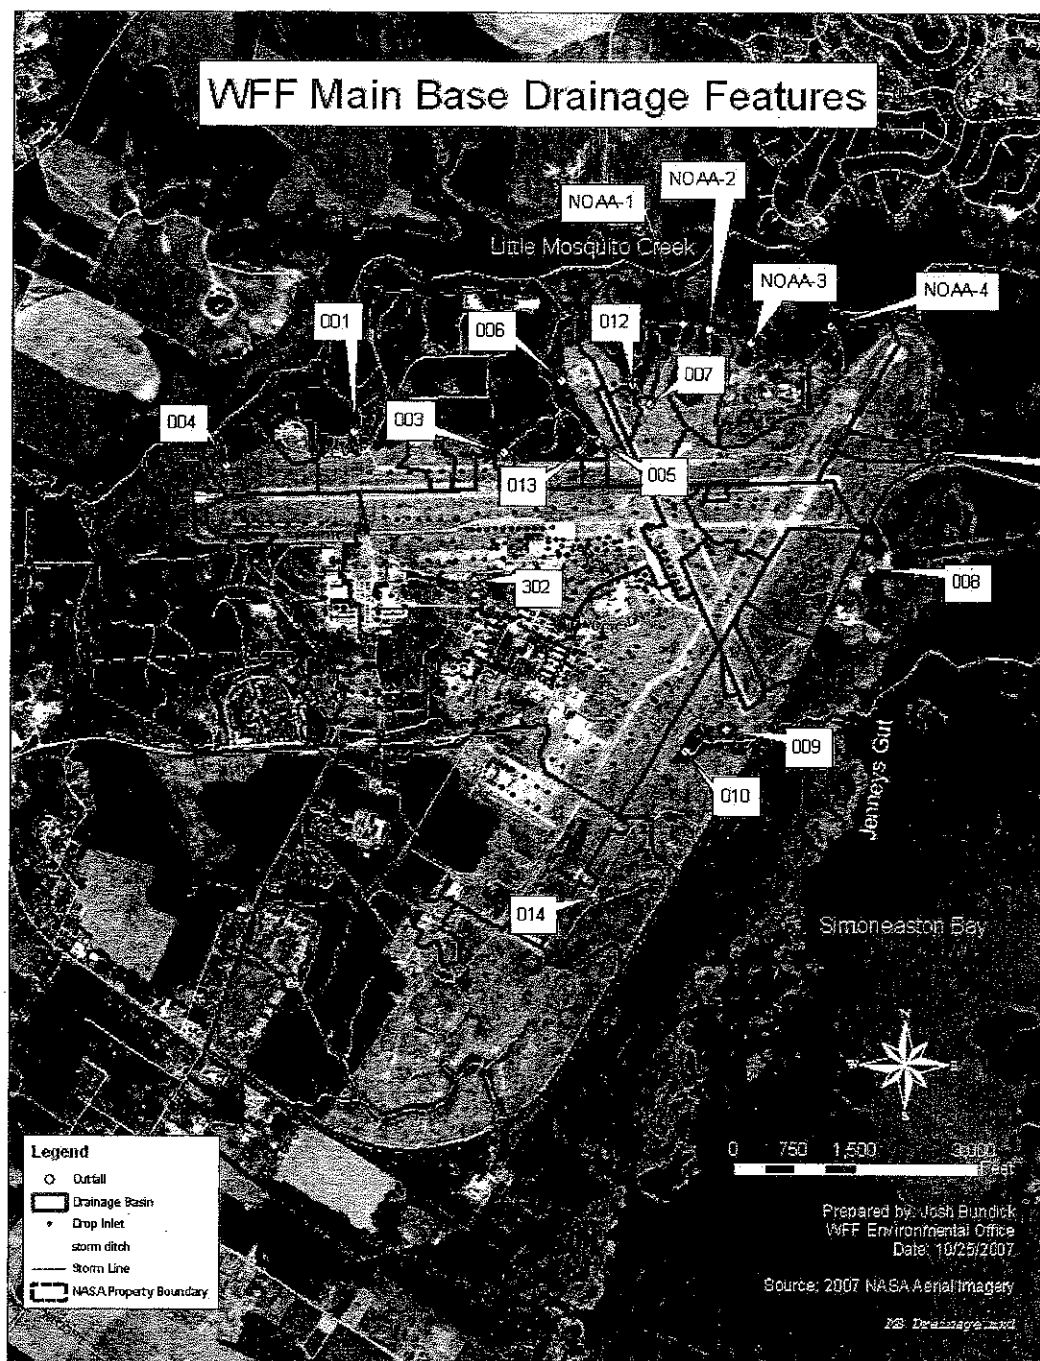 WFF Main Base Drainage Features
NOAA-2
NOAA-1
Little Mosquito Creek
NOAA-3
NOAA-4
001
006
012
007
004
003
013
005
302
008
009
010
Jenneys Gut
014
Simoneaston Bay
0 750 1,500 3,000
Feet
Legend
Outfall
Drainage Basin
Drop Inlet
storm ditch
Storm Line
NASA Property Boundary
Prepared by: Josh Bundick
WFF Environmental Office
Date: 10/25/2007
Source: 2007 NASA Aerial Imagery
MB Drainage.mxd